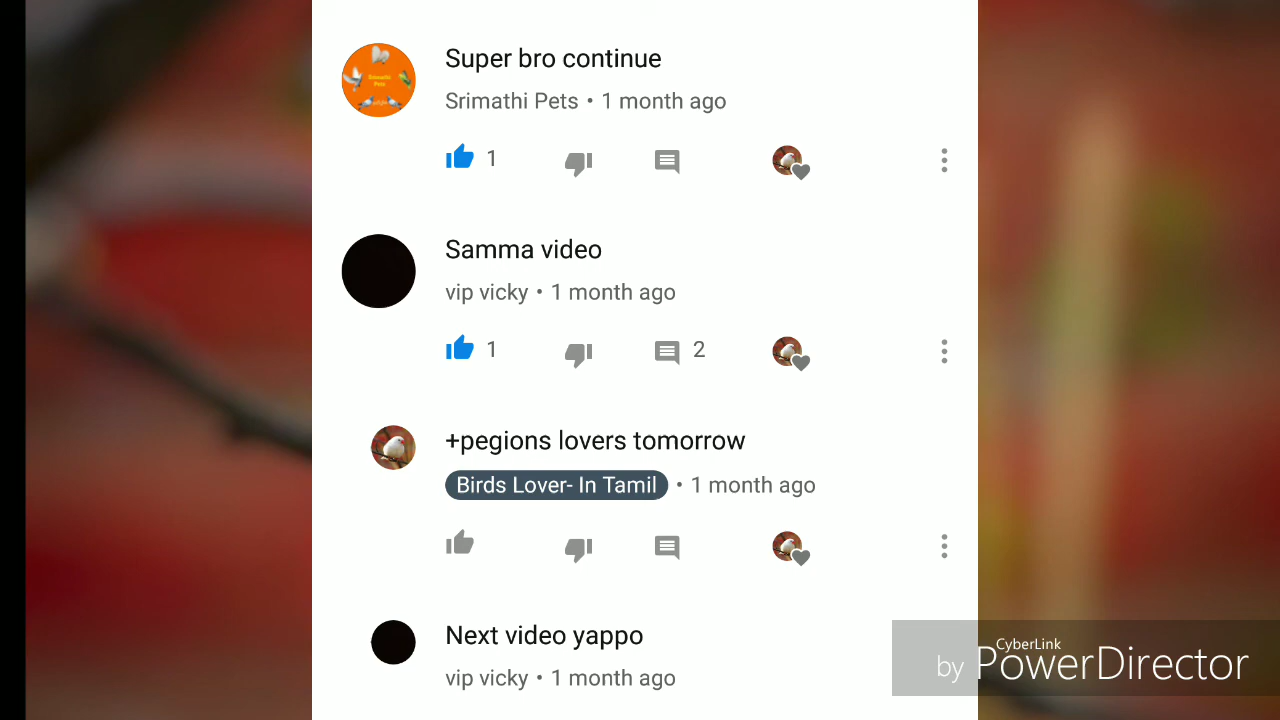 Super bro continue
Srimathi Pets • 1 month ago
1
Samma video
vip vicky • 1 month ago
1 2
+pegions lovers tomorrow
Birds Lover- In Tamil • 1 month ago
Next video yappo
vip vicky • 1 month ago
by CyberLink PowerDirector
Srimathi
Pets